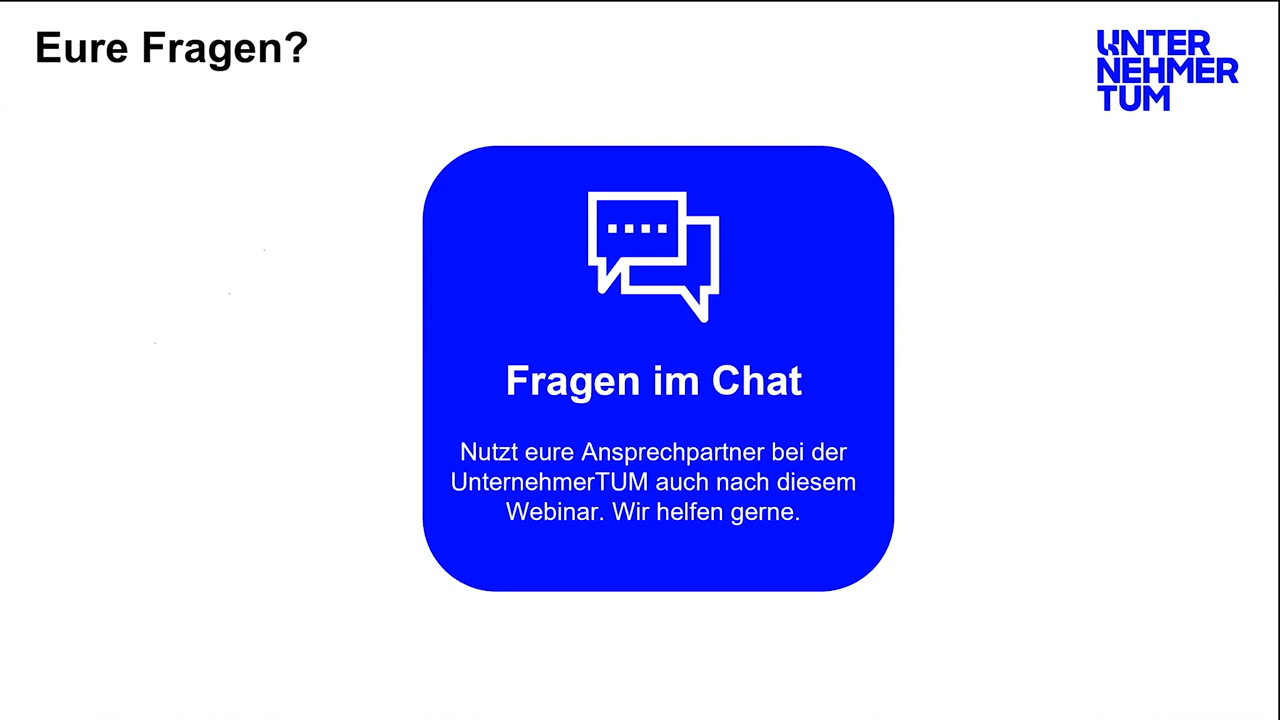 Eure Fragen?
UNTER
NEHMER
TUM
Fragen im Chat
Nutzt eure Ansprechpartner bei der
UnternehmerTUM auch nach diesem
Webinar. Wir helfen gerne.